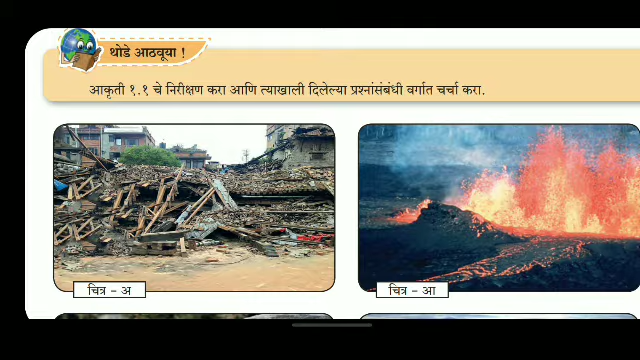 थोडे आठवूया !
आकृती १.१ चे निरीक्षण करा आणि त्याखाली दिलेल्या प्रश्नांसंबंधी वर्गात चर्चा करा.
चित्र - अ
चित्र - आ